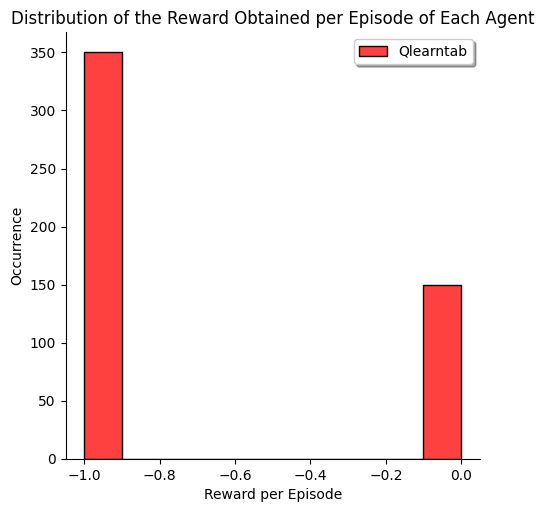 Distribution of the Reward Obtained per Episode of Each Agent
Qlearntab
350
300
250
200
150
100
50
0
Occurrence
−1.0 −0.8 −0.6 −0.4 −0.2 0.0
Reward per Episode